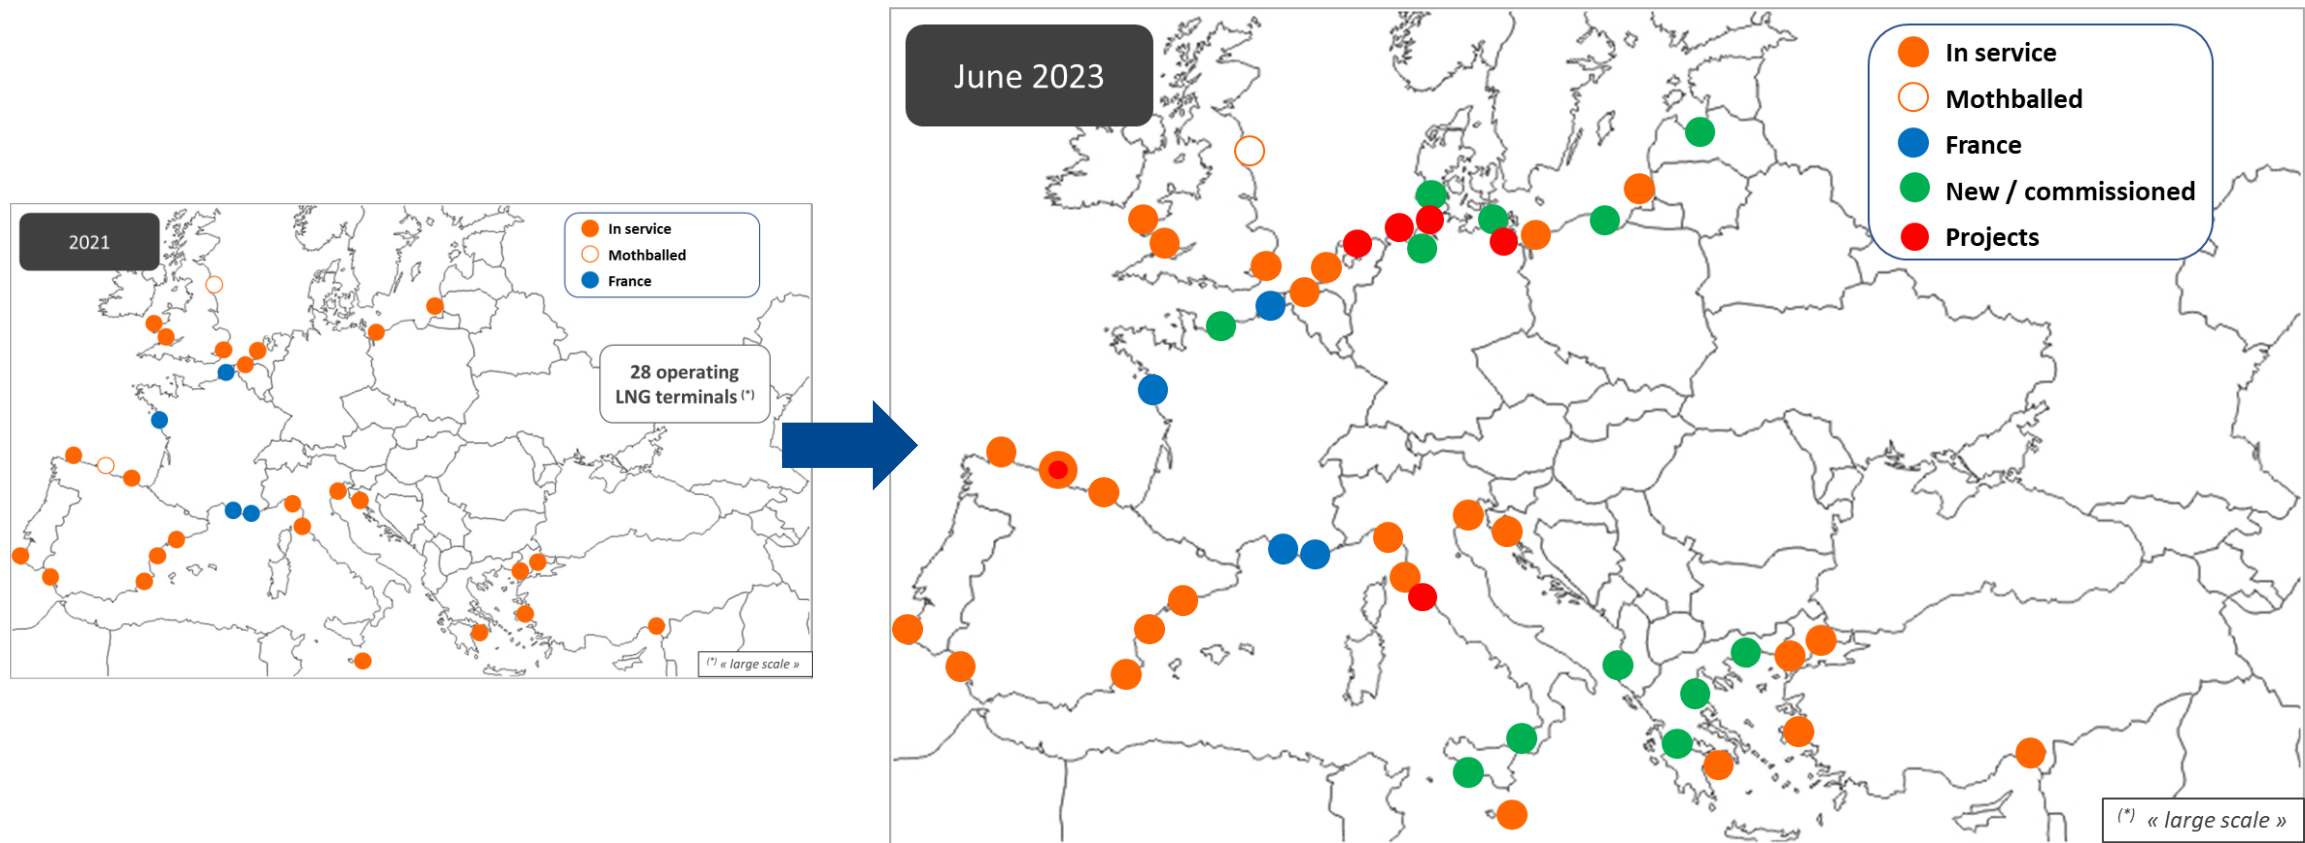 2021
In service
Mothballed
France
28 operating
LNG terminals (*)
(*) « large scale »
June 2023
In service
Mothballed
France
New / commissioned
Projects
(*) « large scale »